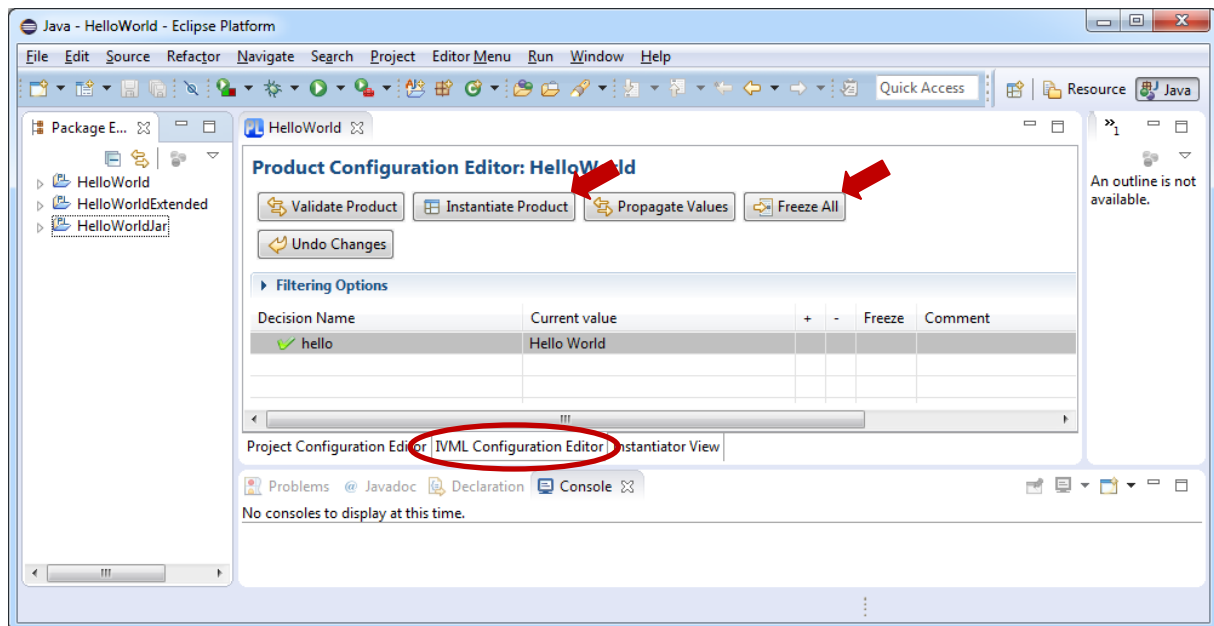 Java - HelloWorld - Eclipse Platform
File Edit Source Refactor Navigate Search Project Editor Menu Run Window Help
Quick Access Resource Java
Package E...
HelloWorld
HelloWorldExtended
HelloWorldJar
PL HelloWorld
Product Configuration Editor: HelloWorld
Validate Product Instantiate Product Propagate Values Freeze All
Undo Changes
Filtering Options
Decision Name Current value + - Freeze Comment
hello Hello World
Project Configuration Editor IVML Configuration Editor Instantiator View
Problems @ Javadoc Declaration Console
No consoles to display at this time.
»1
An outline is not
available.